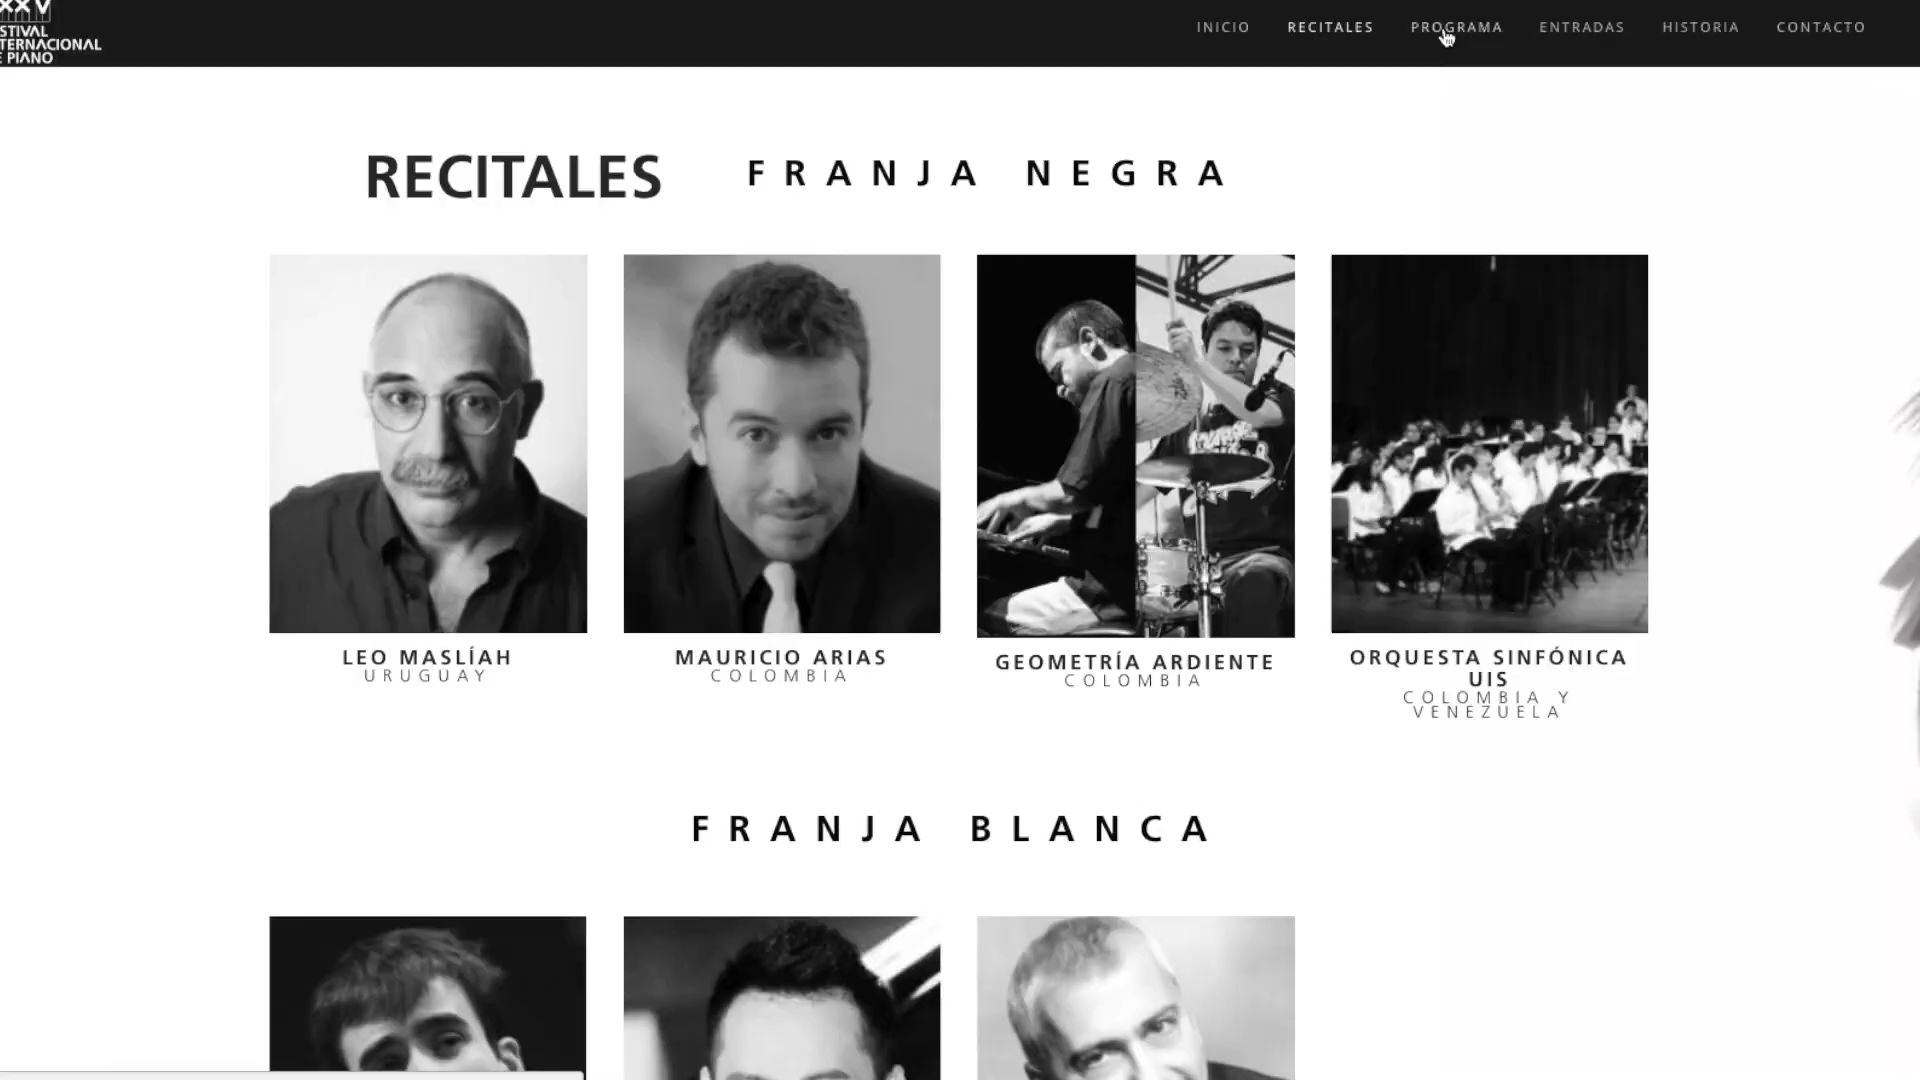 XXXV
INICIO RECITALES PROGRAMA ENTRADAS HISTORIA CONTACTO
STIVAL
TERNACIONAL
E PIANO
RECITALES FRANJA NEGRA
LEO MASLÍAH
URUGUAY
MAURICIO ARIAS
COLOMBIA
GEOMETRÍA ARDIENTE
COLOMBIA
ORQUESTA SINFÓNICA
UIS
COLOMBIA Y
VENEZUELA
FRANJA BLANCA